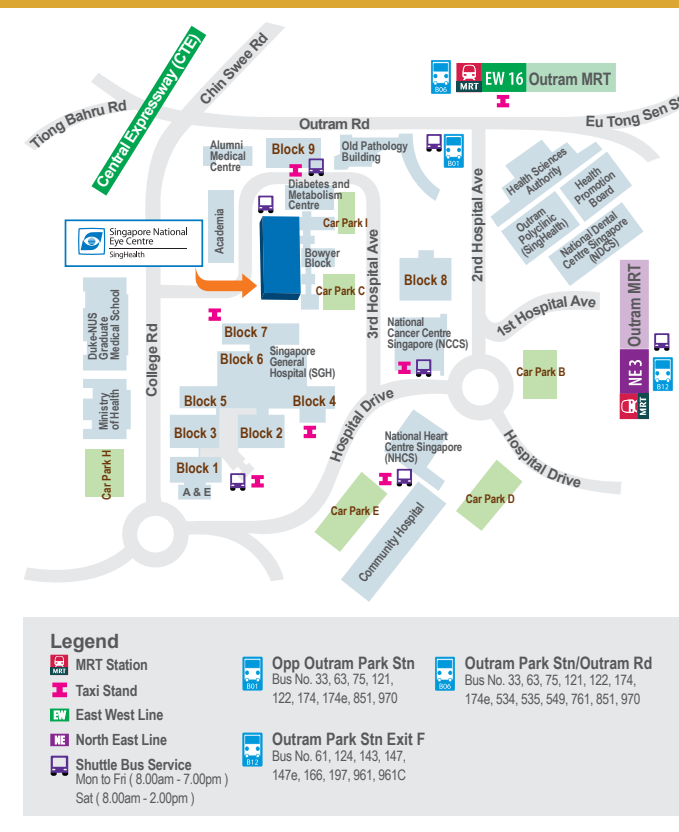 Central Expressway (CTE)
Chin Swee Rd
Tiong Bahru Rd
Outram Rd
B06
MRT
EW 16
Outram MRT
Eu Tong Sen St
Alumni
Medical
Centre
Block 9
Old Pathology
Building
B01
Health Sciences
Authority
Health
Promotion
Board
Outram
Polyclinic
(SingHealth)
National Dental
Centre Singapore
(NDCS)
Diabetes and
Metabolism
Centre
Car Park I
Academia
Singapore National
Eye Centre
SingHealth
Bowyer
Block
Car Park C
3rd Hospital Ave
2nd Hospital Ave
Block 8
1st Hospital Ave
Outram MRT
NE 3
MRT
B12
Duke-NUS
Graduate
Medical School
College Rd
Block 7
Block 6
Singapore
General
Hospital (SGH)
National
Cancer Centre
Singapore (NCCS)
Car Park B
Ministry
of Health
Block 5
Block 4
Block 3
Block 2
Hospital Drive
National Heart
Centre Singapore
(NHCS)
Hospital Drive
Car Park H
Block 1
A & E
Car Park E
Community Hospital
Car Park D
Legend
MRT
MRT Station
Taxi Stand
EW
East West Line
NE
North East Line
Shuttle Bus Service
Mon to Fri ( 8.00am - 7.00pm )
Sat ( 8.00am - 2.00pm )
B01
Opp Outram Park Stn
Bus No. 33, 63, 75, 121,
122, 174, 174e, 851, 970
B12
Outram Park Stn Exit F
Bus No. 61, 124, 143, 147,
147e, 166, 197, 961, 961C
B06
Outram Park Stn/Outram Rd
Bus No. 33, 63, 75, 121, 122, 174,
174e, 534, 535, 549, 761, 851, 970